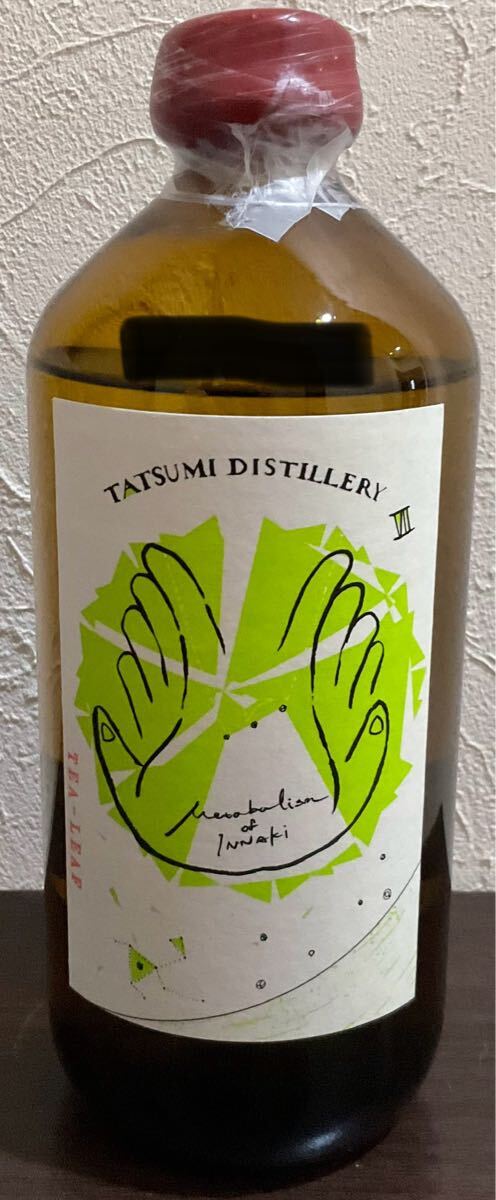 TATSUMI DISTILLERY
VII
Metabolism
of
INNAKI
TEA-LEAF